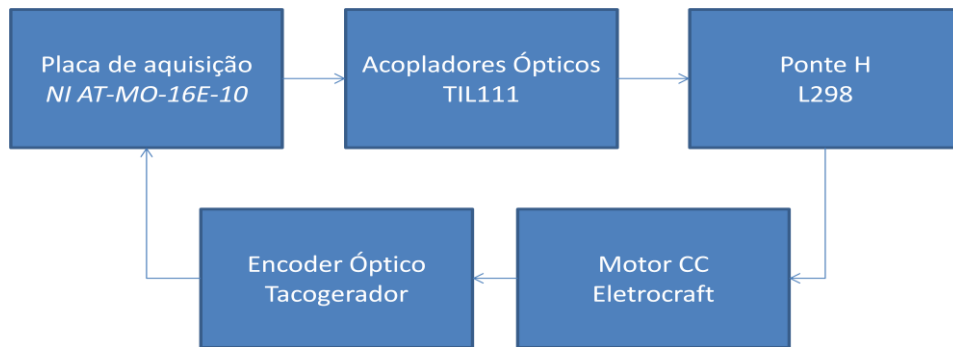 Placa de aquisição
NI AT-MO-16E-10
Acopladores Ópticos
TIL111
Ponte H
L298
Encoder Óptico
Tacogerador
Motor CC
Eletrocraft